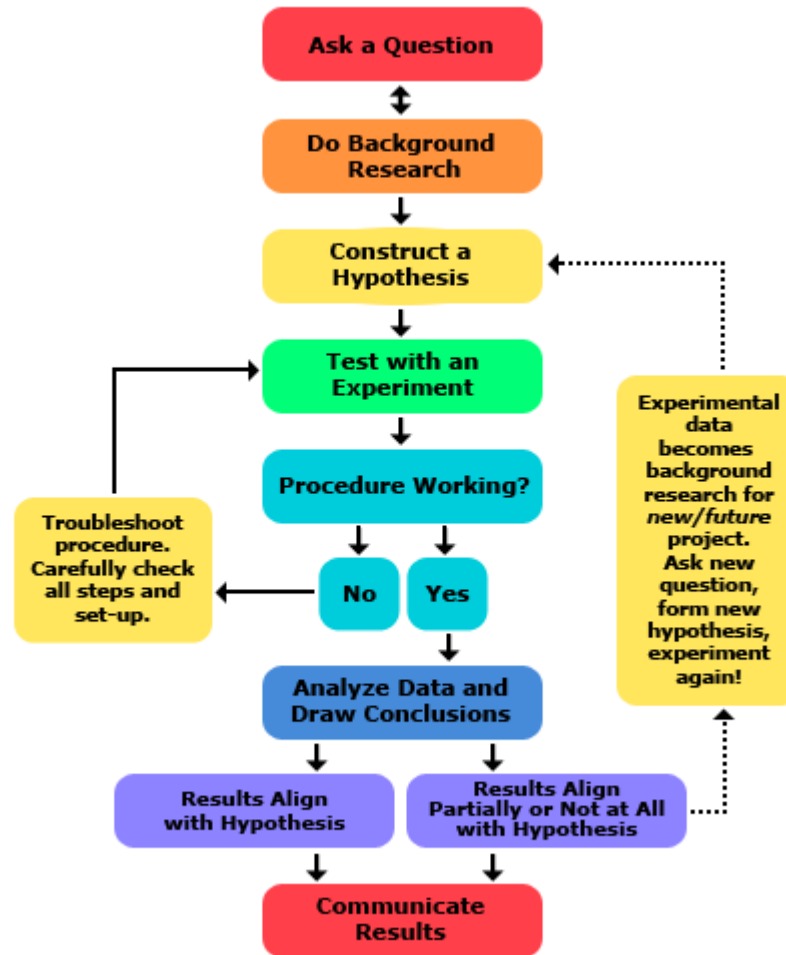 Ask a Question
Do Background
Research
Construct a
Hypothesis
Test with an
Experiment
Procedure Working?
Troubleshoot
procedure.
Carefully check
all steps and
set-up.
No
Yes
Experimental
data
becomes
background
research for
new/future
project.
Ask new
question,
form new
hypothesis,
experiment
again!
Analyze Data and
Draw Conclusions
Results Align
with Hypothesis
Results Align
Partially or Not at All
with Hypothesis
Communicate
Results